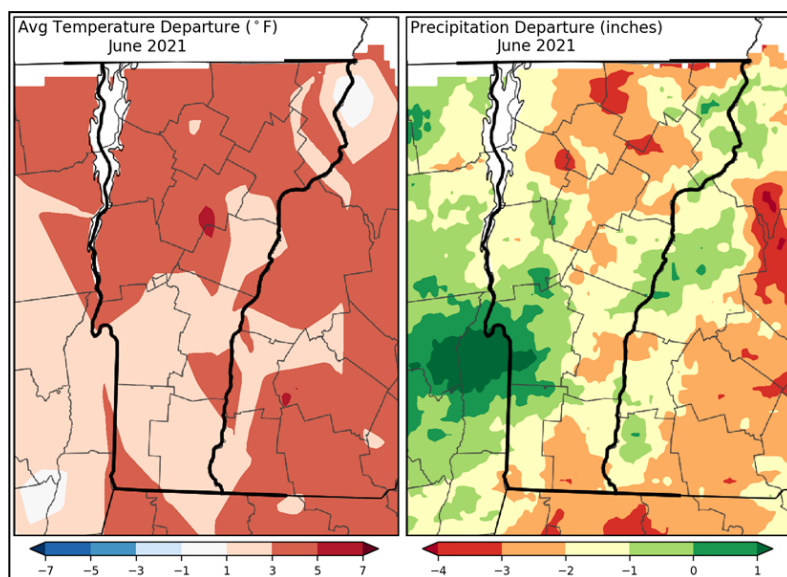 Avg Temperature Departure (°F)
June 2021
Precipitation Departure (inches)
June 2021
−7 −5 −3 −1 1 3 5 7
−4 −3 −2 −1 0 1